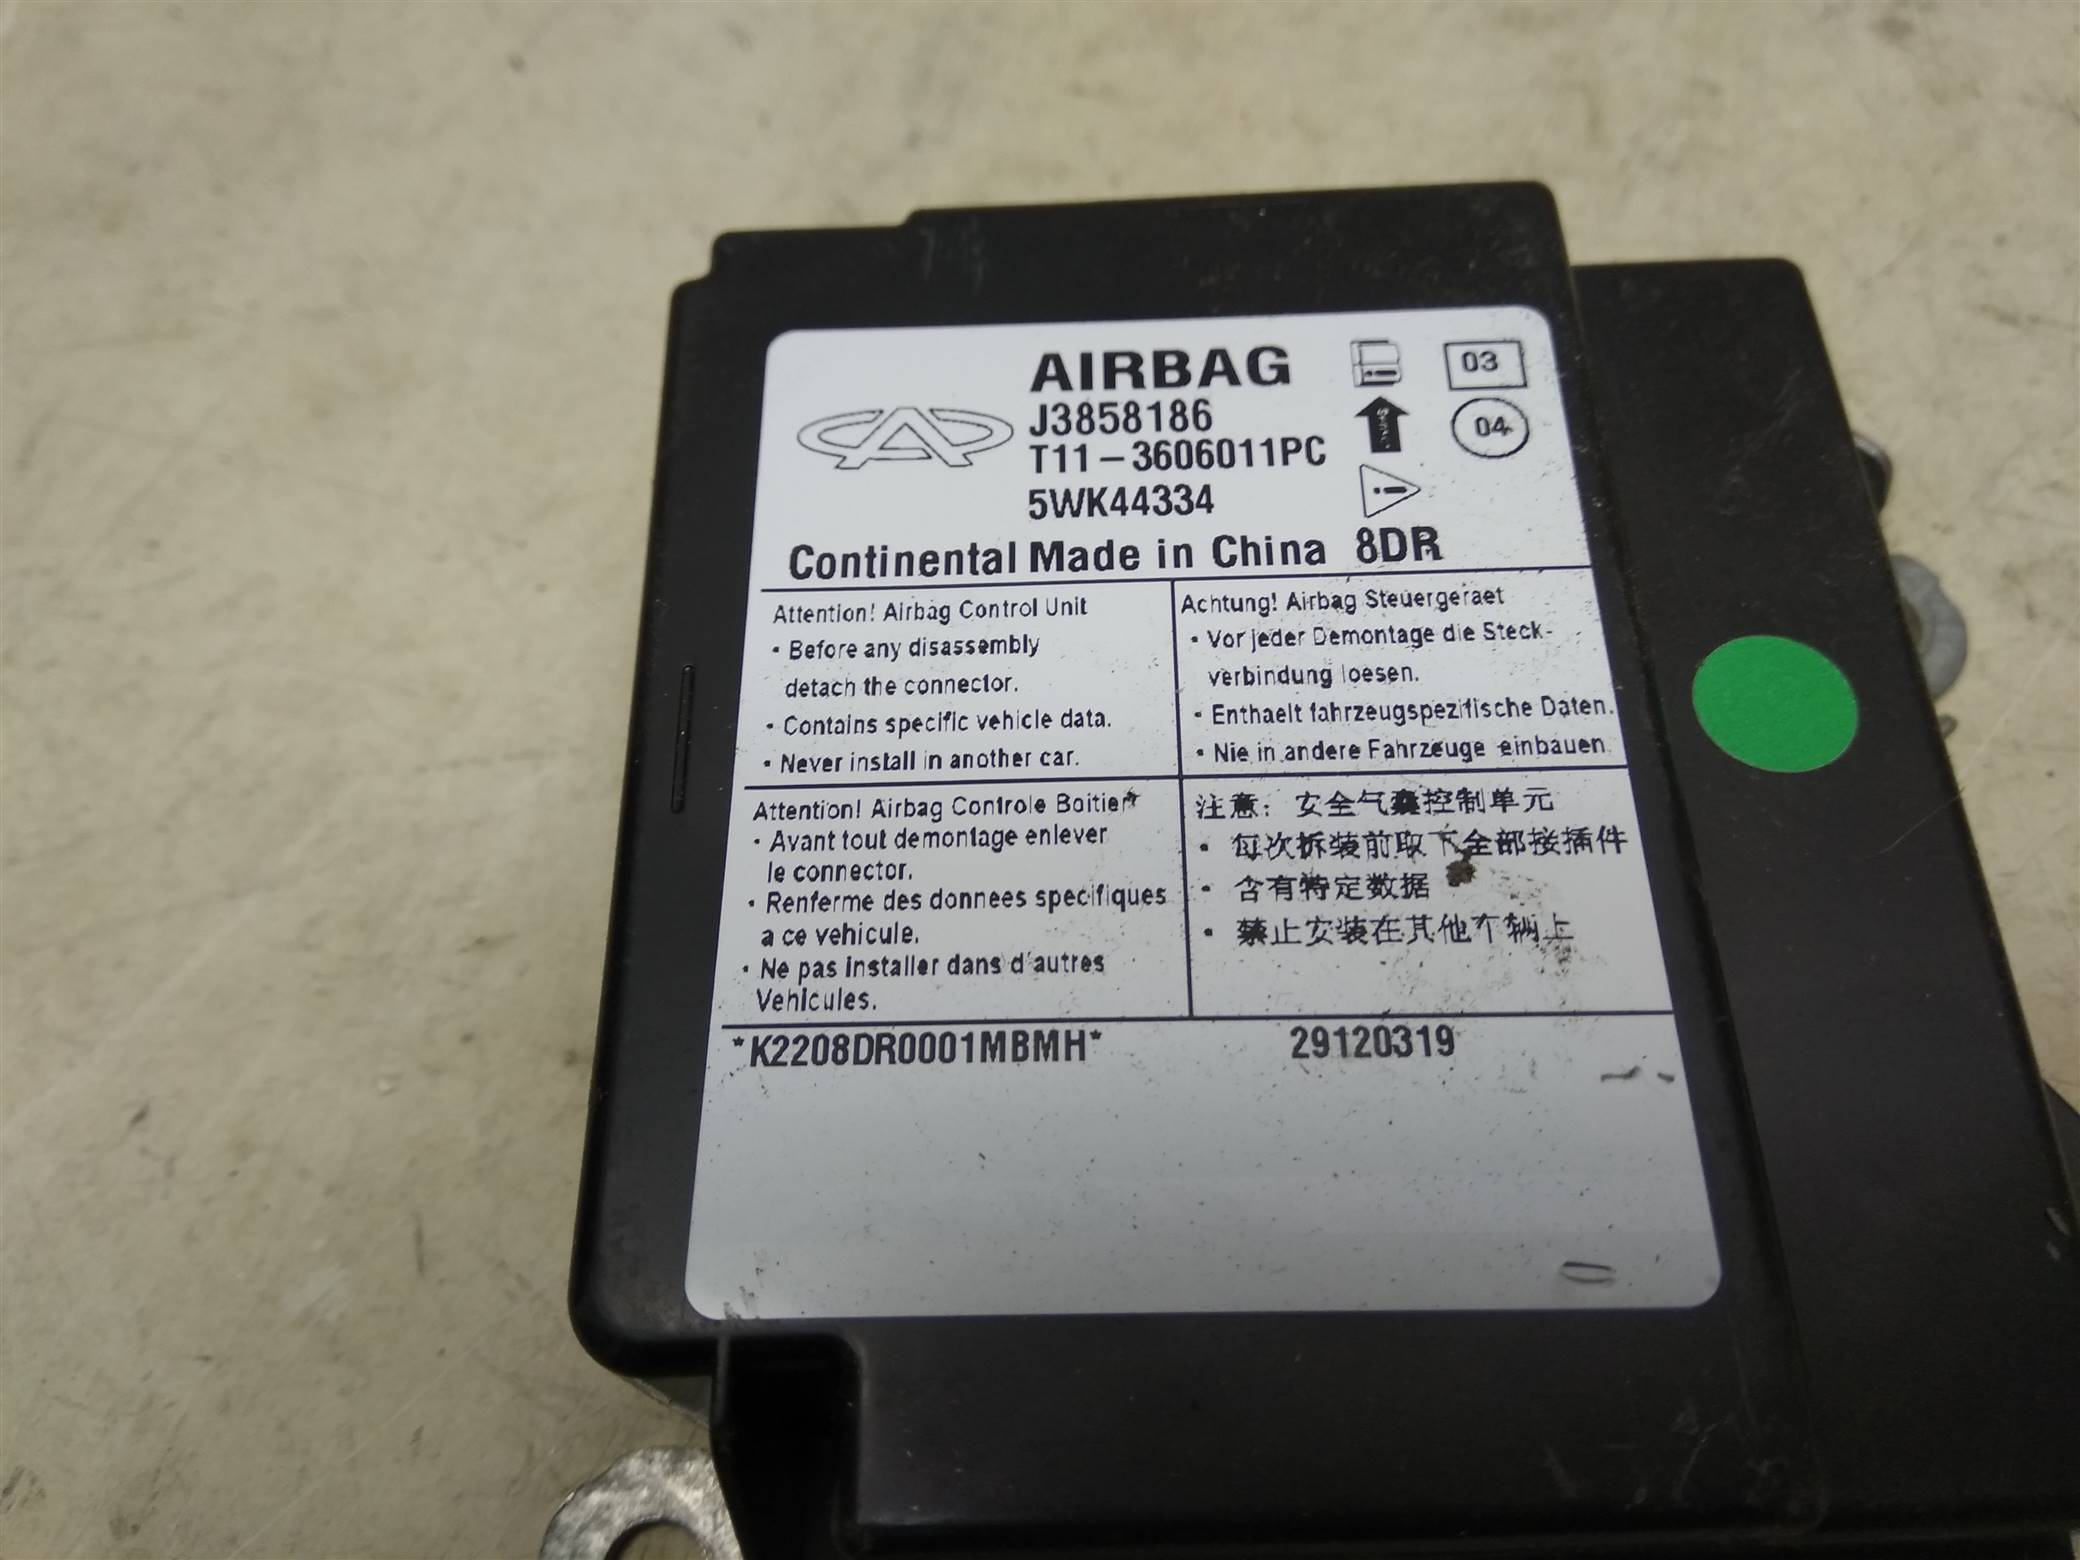 AIRBAG
03
J3858186
04
T11-3606011PC
5WK44334
Continental Made in China 8DR
Attention! Airbag Control Unit
• Before any disassembly
detach the connector.
• Contains specific vehicle data.
• Never install in another car.
Achtung! Airbag Steuergeraet
• Vor jeder Demontage die Steck-
verbindung loesen.
• Enthaelt fahrzeugspezifische Daten.
• Nie in andere Fahrzeuge einbauen.
Attention! Airbag Controle Boitier
• Avant tout demontage enlever
le connector.
• Renferme des donnees specifiques
a ce vehicule.
• Ne pas installer dans d'autres
Vehicules.
注意：安全气囊控制单元
• 每次拆装前取下全部接插件
• 含有特定数据
• 禁止安装在其他车辆上
*K2208DR0001MBMH* 29120319